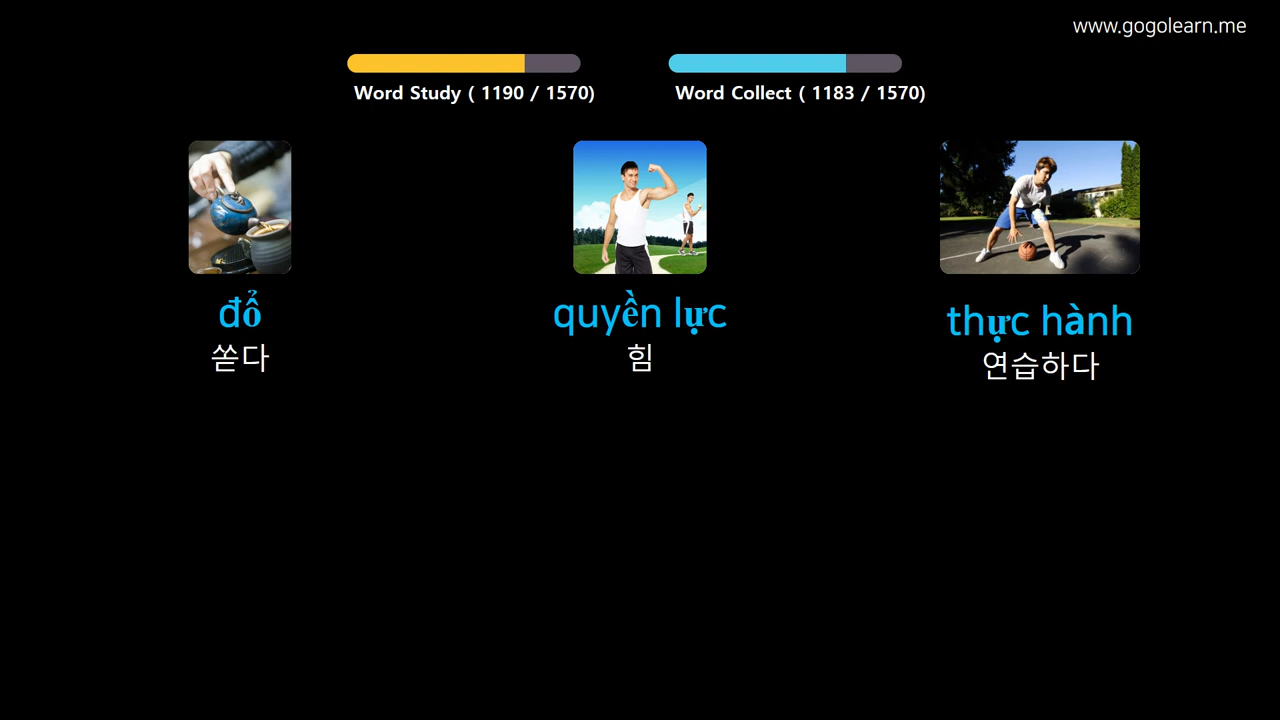 www.gogolearn.me
Word Study ( 1190 / 1570)
Word Collect ( 1183 / 1570)
đổ
쏟다
quyền lực
힘
thực hành
연습하다